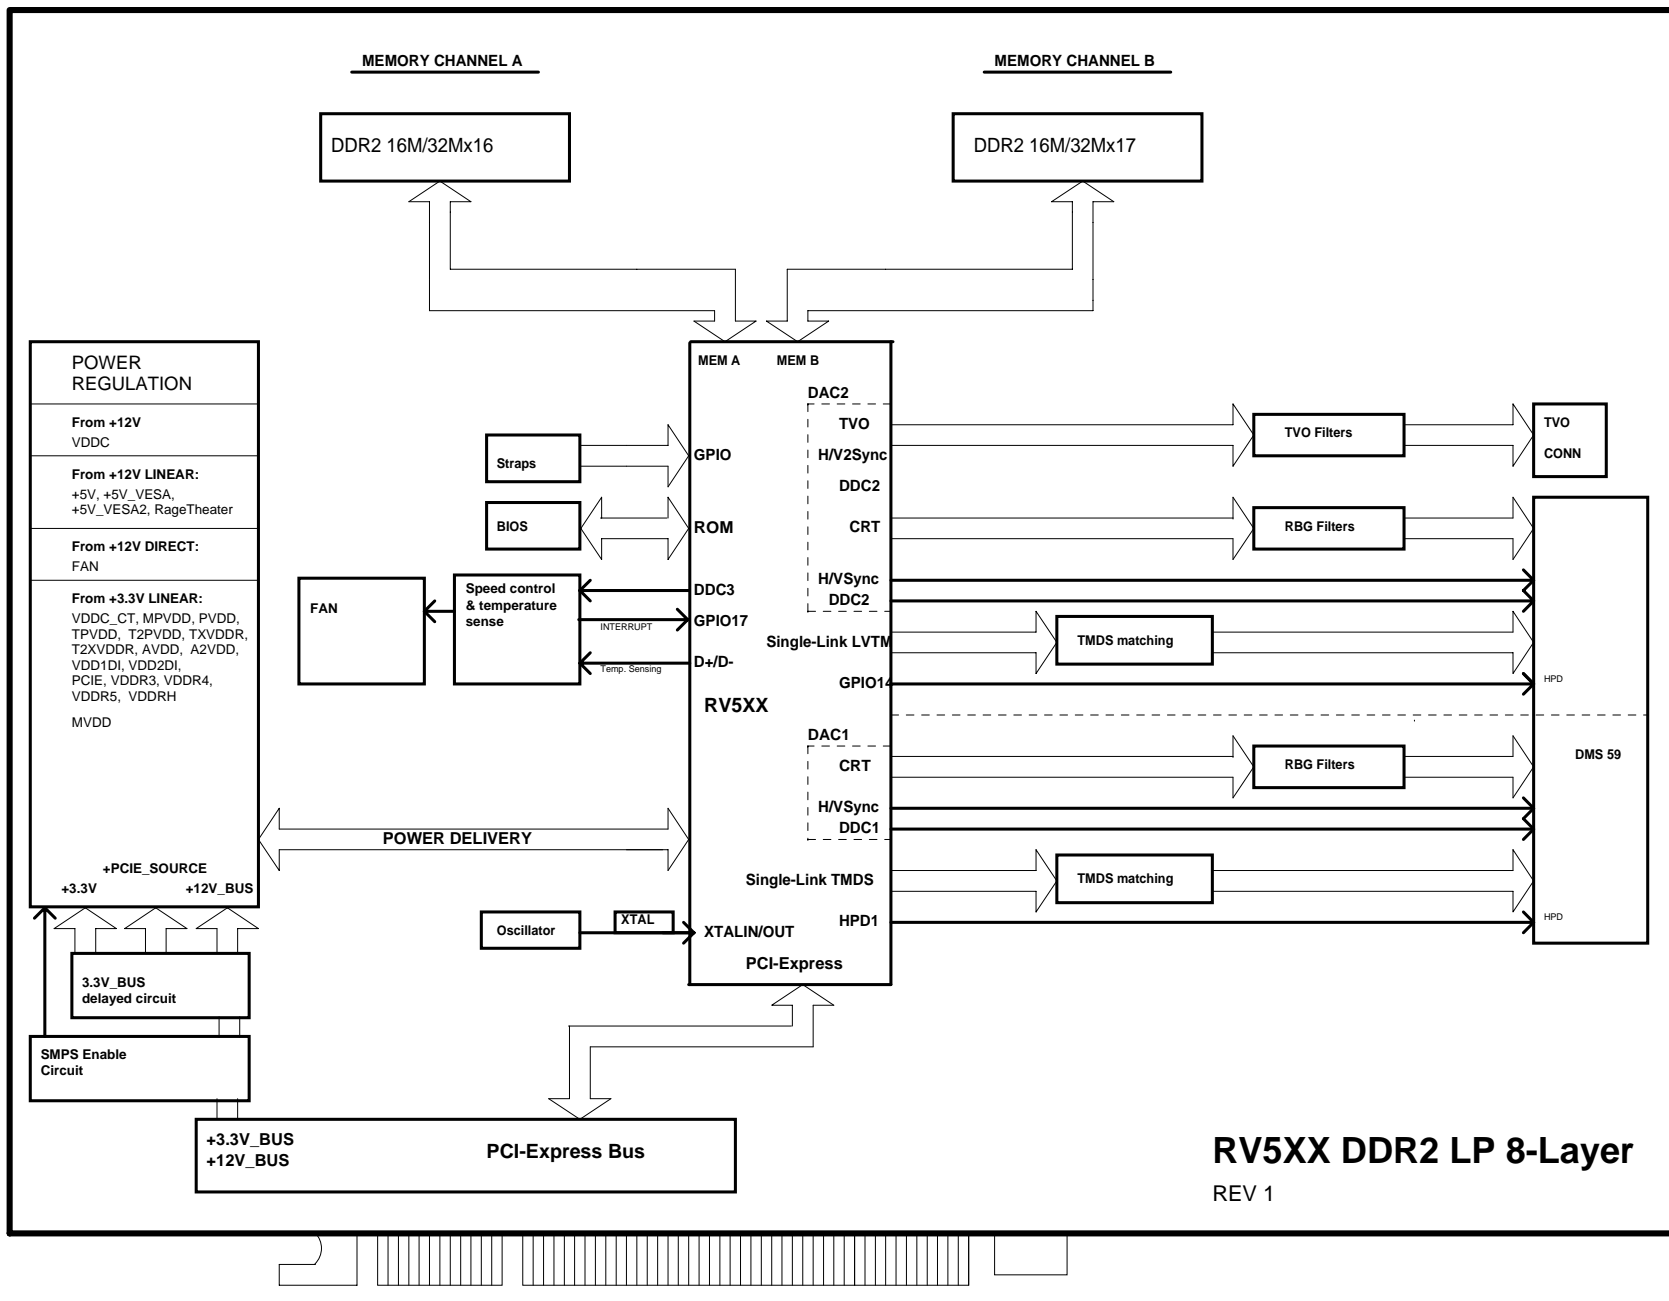 MEMORY CHANNEL A
MEMORY CHANNEL B
DDR2 16M/32Mx16
DDR2 16M/32Mx17
POWER
REGULATION
From +12V
VDDC
From +12V LINEAR:
+5V, +5V_VESA,
+5V_VESA2, RageTheater
From +12V DIRECT:
FAN
From +3.3V LINEAR:
VDDC_CT, MPVDD, PVDD,
TPVDD, T2PVDD, TXVDDR,
T2XVDDR, AVDD, A2VDD,
VDD1DI, VDD2DI,
PCIE, VDDR3, VDDR4,
VDDR5, VDDRH
MVDD
+PCIE_SOURCE
+3.3V
+12V_BUS
3.3V_BUS
delayed circuit
SMPS Enable
Circuit
+3.3V_BUS
+12V_BUS
PCI-Express Bus
POWER DELIVERY
Straps
BIOS
FAN
Speed control
& temperature
sense
INTERRUPT
Temp. Sensing
Oscillator
XTAL
MEM A
MEM B
GPIO
ROM
DDC3
GPIO17
D+/D-
RV5XX
XTALIN/OUT
PCI-Express
DAC2
TVO
H/V2Sync
DDC2
CRT
H/VSync
DDC2
Single-Link LVTM
GPIO14
DAC1
CRT
H/VSync
DDC1
Single-Link TMDS
HPD1
TVO Filters
RBG Filters
TMDS matching
RBG Filters
TMDS matching
TVO
CONN
HPD
DMS 59
HPD
RV5XX DDR2 LP 8-Layer
REV 1